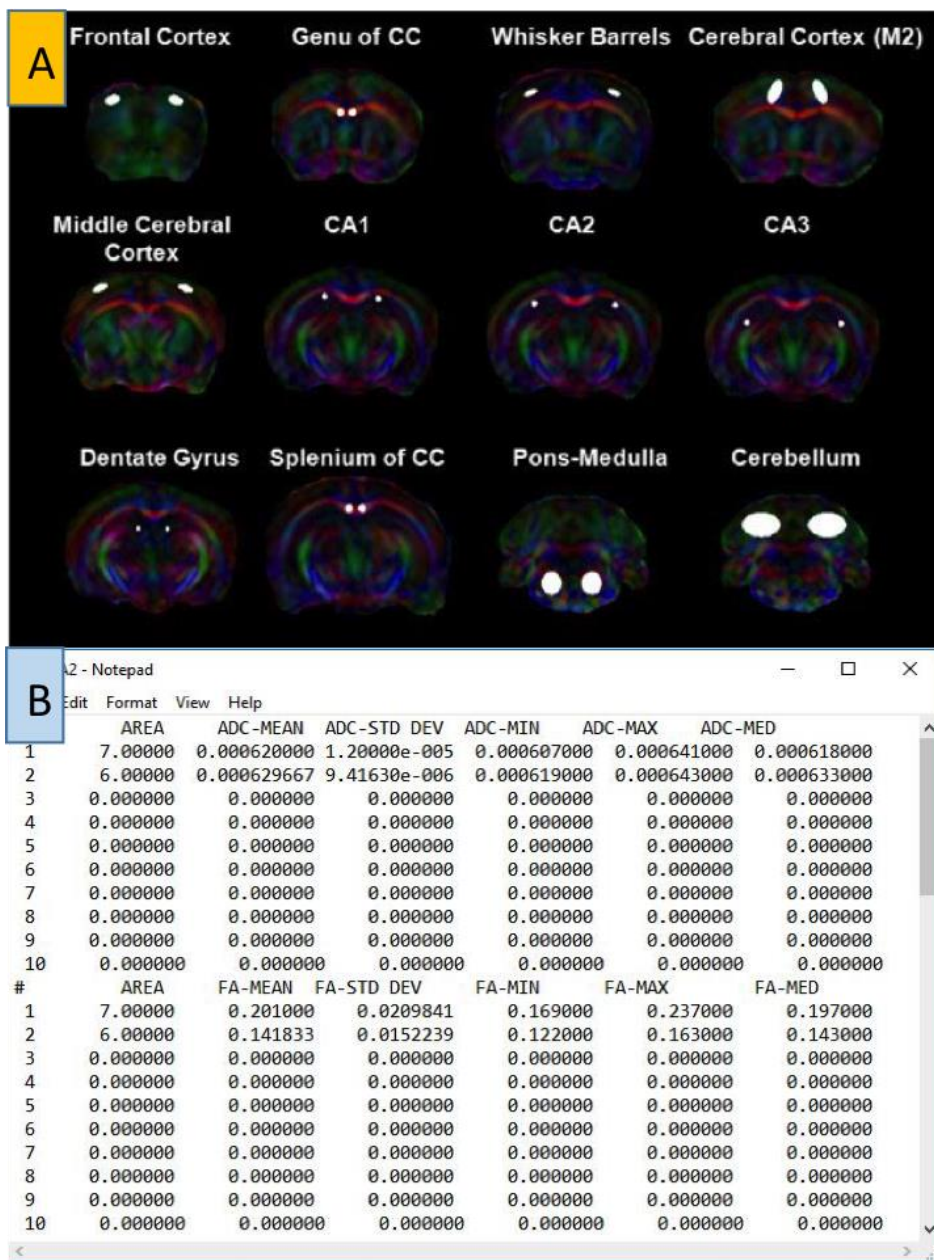 A
Frontal Cortex Genu of CC Whisker Barrels Cerebral Cortex (M2)
Middle Cerebral Cortex CA1 CA2 CA3
Dentate Gyrus Splenium of CC Pons-Medulla Cerebellum
B
A2 - Notepad
Edit Format View Help
AREA ADC-MEAN ADC-STD DEV ADC-MIN ADC-MAX ADC-MED
1 7.00000 0.000620000 1.20000e-005 0.000607000 0.000641000 0.000618000
2 6.00000 0.000629667 9.41630e-006 0.000619000 0.000643000 0.000633000
3 0.000000 0.000000 0.000000 0.000000 0.000000 0.000000
4 0.000000 0.000000 0.000000 0.000000 0.000000 0.000000
5 0.000000 0.000000 0.000000 0.000000 0.000000 0.000000
6 0.000000 0.000000 0.000000 0.000000 0.000000 0.000000
7 0.000000 0.000000 0.000000 0.000000 0.000000 0.000000
8 0.000000 0.000000 0.000000 0.000000 0.000000 0.000000
9 0.000000 0.000000 0.000000 0.000000 0.000000 0.000000
10 0.000000 0.000000 0.000000 0.000000 0.000000 0.000000
# AREA FA-MEAN FA-STD DEV FA-MIN FA-MAX FA-MED
1 7.00000 0.201000 0.0209841 0.169000 0.237000 0.197000
2 6.00000 0.141833 0.0152239 0.122000 0.163000 0.143000
3 0.000000 0.000000 0.000000 0.000000 0.000000 0.000000
4 0.000000 0.000000 0.000000 0.000000 0.000000 0.000000
5 0.000000 0.000000 0.000000 0.000000 0.000000 0.000000
6 0.000000 0.000000 0.000000 0.000000 0.000000 0.000000
7 0.000000 0.000000 0.000000 0.000000 0.000000 0.000000
8 0.000000 0.000000 0.000000 0.000000 0.000000 0.000000
9 0.000000 0.000000 0.000000 0.000000 0.000000 0.000000
10 0.000000 0.000000 0.000000 0.000000 0.000000 0.000000